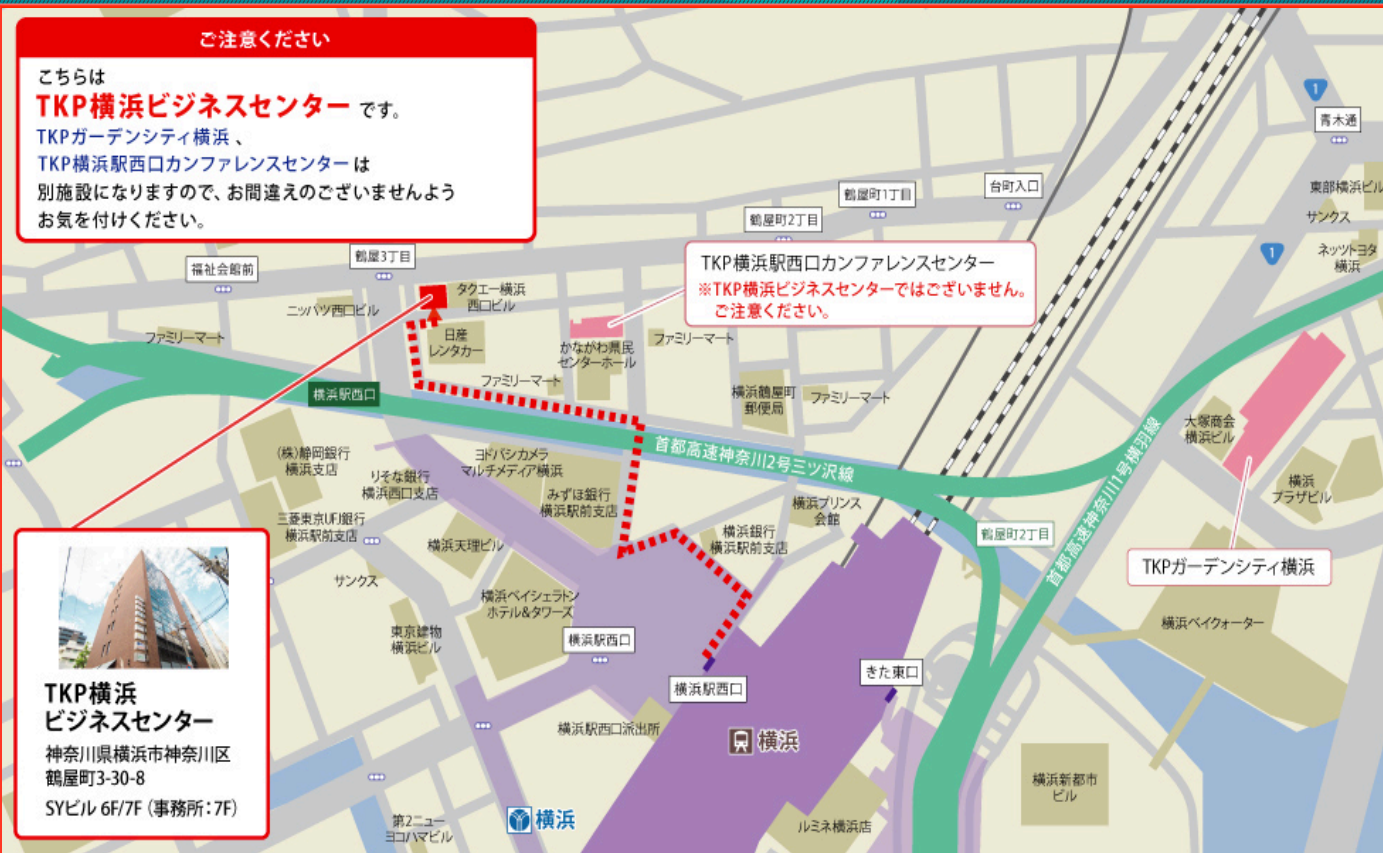 ご注意ください
こちらは
TKP横浜ビジネスセンター です。
TKPガーデンシティ横浜 、
TKP横浜駅西口カンファレンスセンター は
別施設になりますので、お間違えのございませんよう
お気を付けください。
1
青木通
東部横浜ビル
サンクス
ネッツトヨタ
横浜
1
台町入口
鶴屋町1丁目
鶴屋町2丁目
鶴屋3丁目
福祉会館前
TKP横浜駅西口カンファレンスセンター
※TKP横浜ビジネスセンターではございません。
ご注意ください。
タクエー横浜
西口ビル
ニッパツ西口ビル
ファミリーマート
日産
レンタカー
かながわ県民
センターホール
ファミリーマート
ファミリーマート
横浜鶴屋町
郵便局
ファミリーマート
横浜駅西口
首都高速神奈川2号三ツ沢線
首都高速神奈川1号横羽線
大塚商会
横浜ビル
横浜
プラザビル
(株)静岡銀行
横浜支店
りそな銀行
横浜西口支店
ヨドバシカメラ
マルチメディア横浜
みずほ銀行
横浜駅前支店
三菱東京UFJ銀行
横浜駅前支店
横浜天理ビル
横浜銀行
横浜駅前支店
横浜プリンス
会館
鶴屋町2丁目
TKPガーデンシティ横浜
サンクス
横浜ベイシェラトン
ホテル&タワーズ
東京建物
横浜ビル
横浜駅西口
横浜ベイクォーター
横浜駅西口
きた東口
横浜駅西口派出所
横浜
横浜新都市
ビル
横浜
第2ニュー
ヨコハマビル
ルミネ横浜店
TKP横浜
ビジネスセンター
神奈川県横浜市神奈川区
鶴屋町3-30-8
SYビル 6F/7F (事務所:7F)